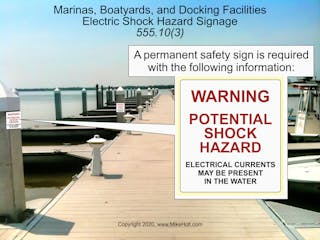 Marinas, Boatyards, and Docking Facilities
Electric Shock Hazard Signage
555.10(3)
A permanent safety sign is required
with the following information:
WARNING
POTENTIAL
SHOCK
HAZARD
ELECTRICAL CURRENTS
MAY BE PRESENT
IN THE WATER
Copyright 2020, www.MikeHolt.com